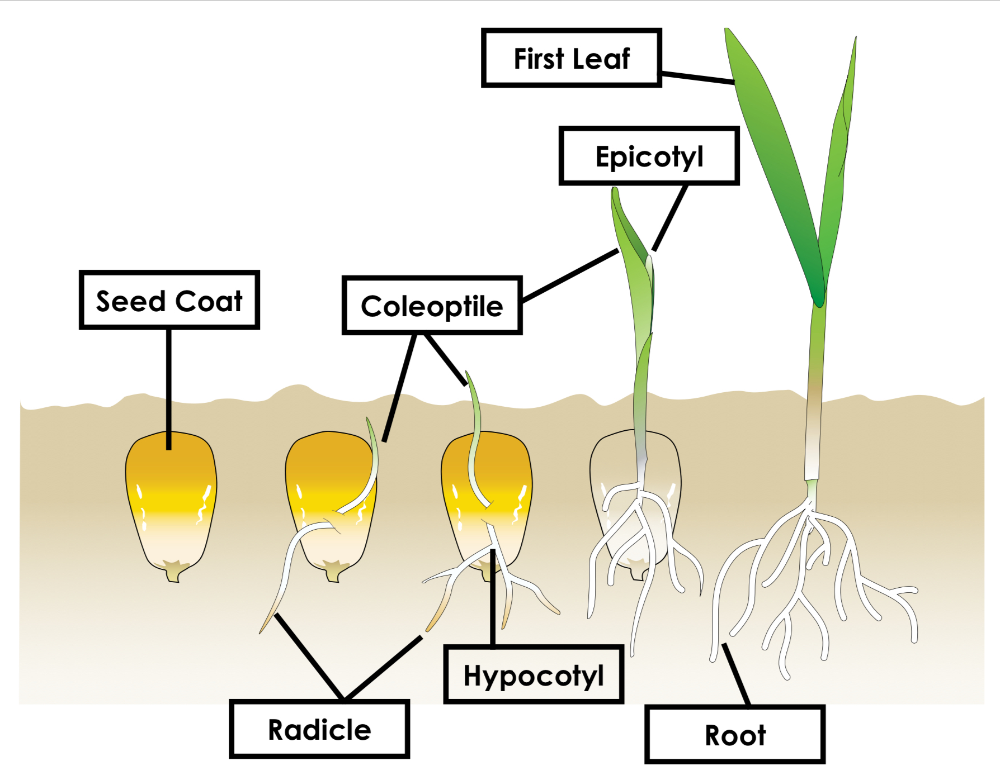 First Leaf
Epicotyl
Seed Coat
Coleoptile
Hypocotyl
Radicle
Root